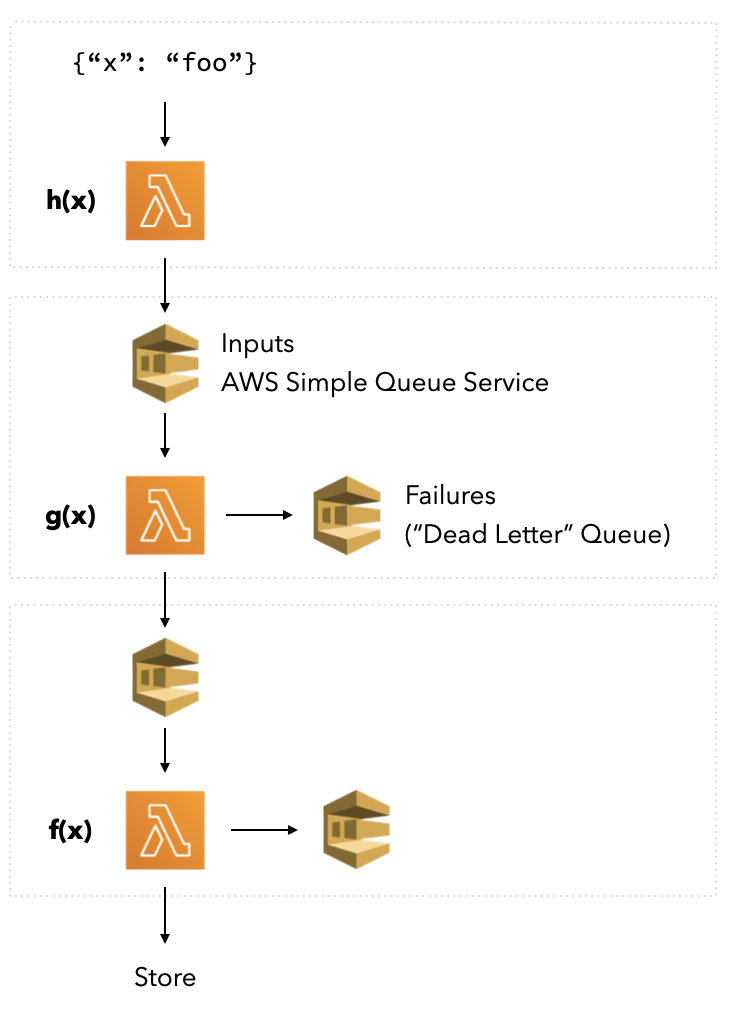 {“x”: “foo”}
h(x)
Inputs
AWS Simple Queue Service
g(x)
Failures
(“Dead Letter” Queue)
f(x)
Store